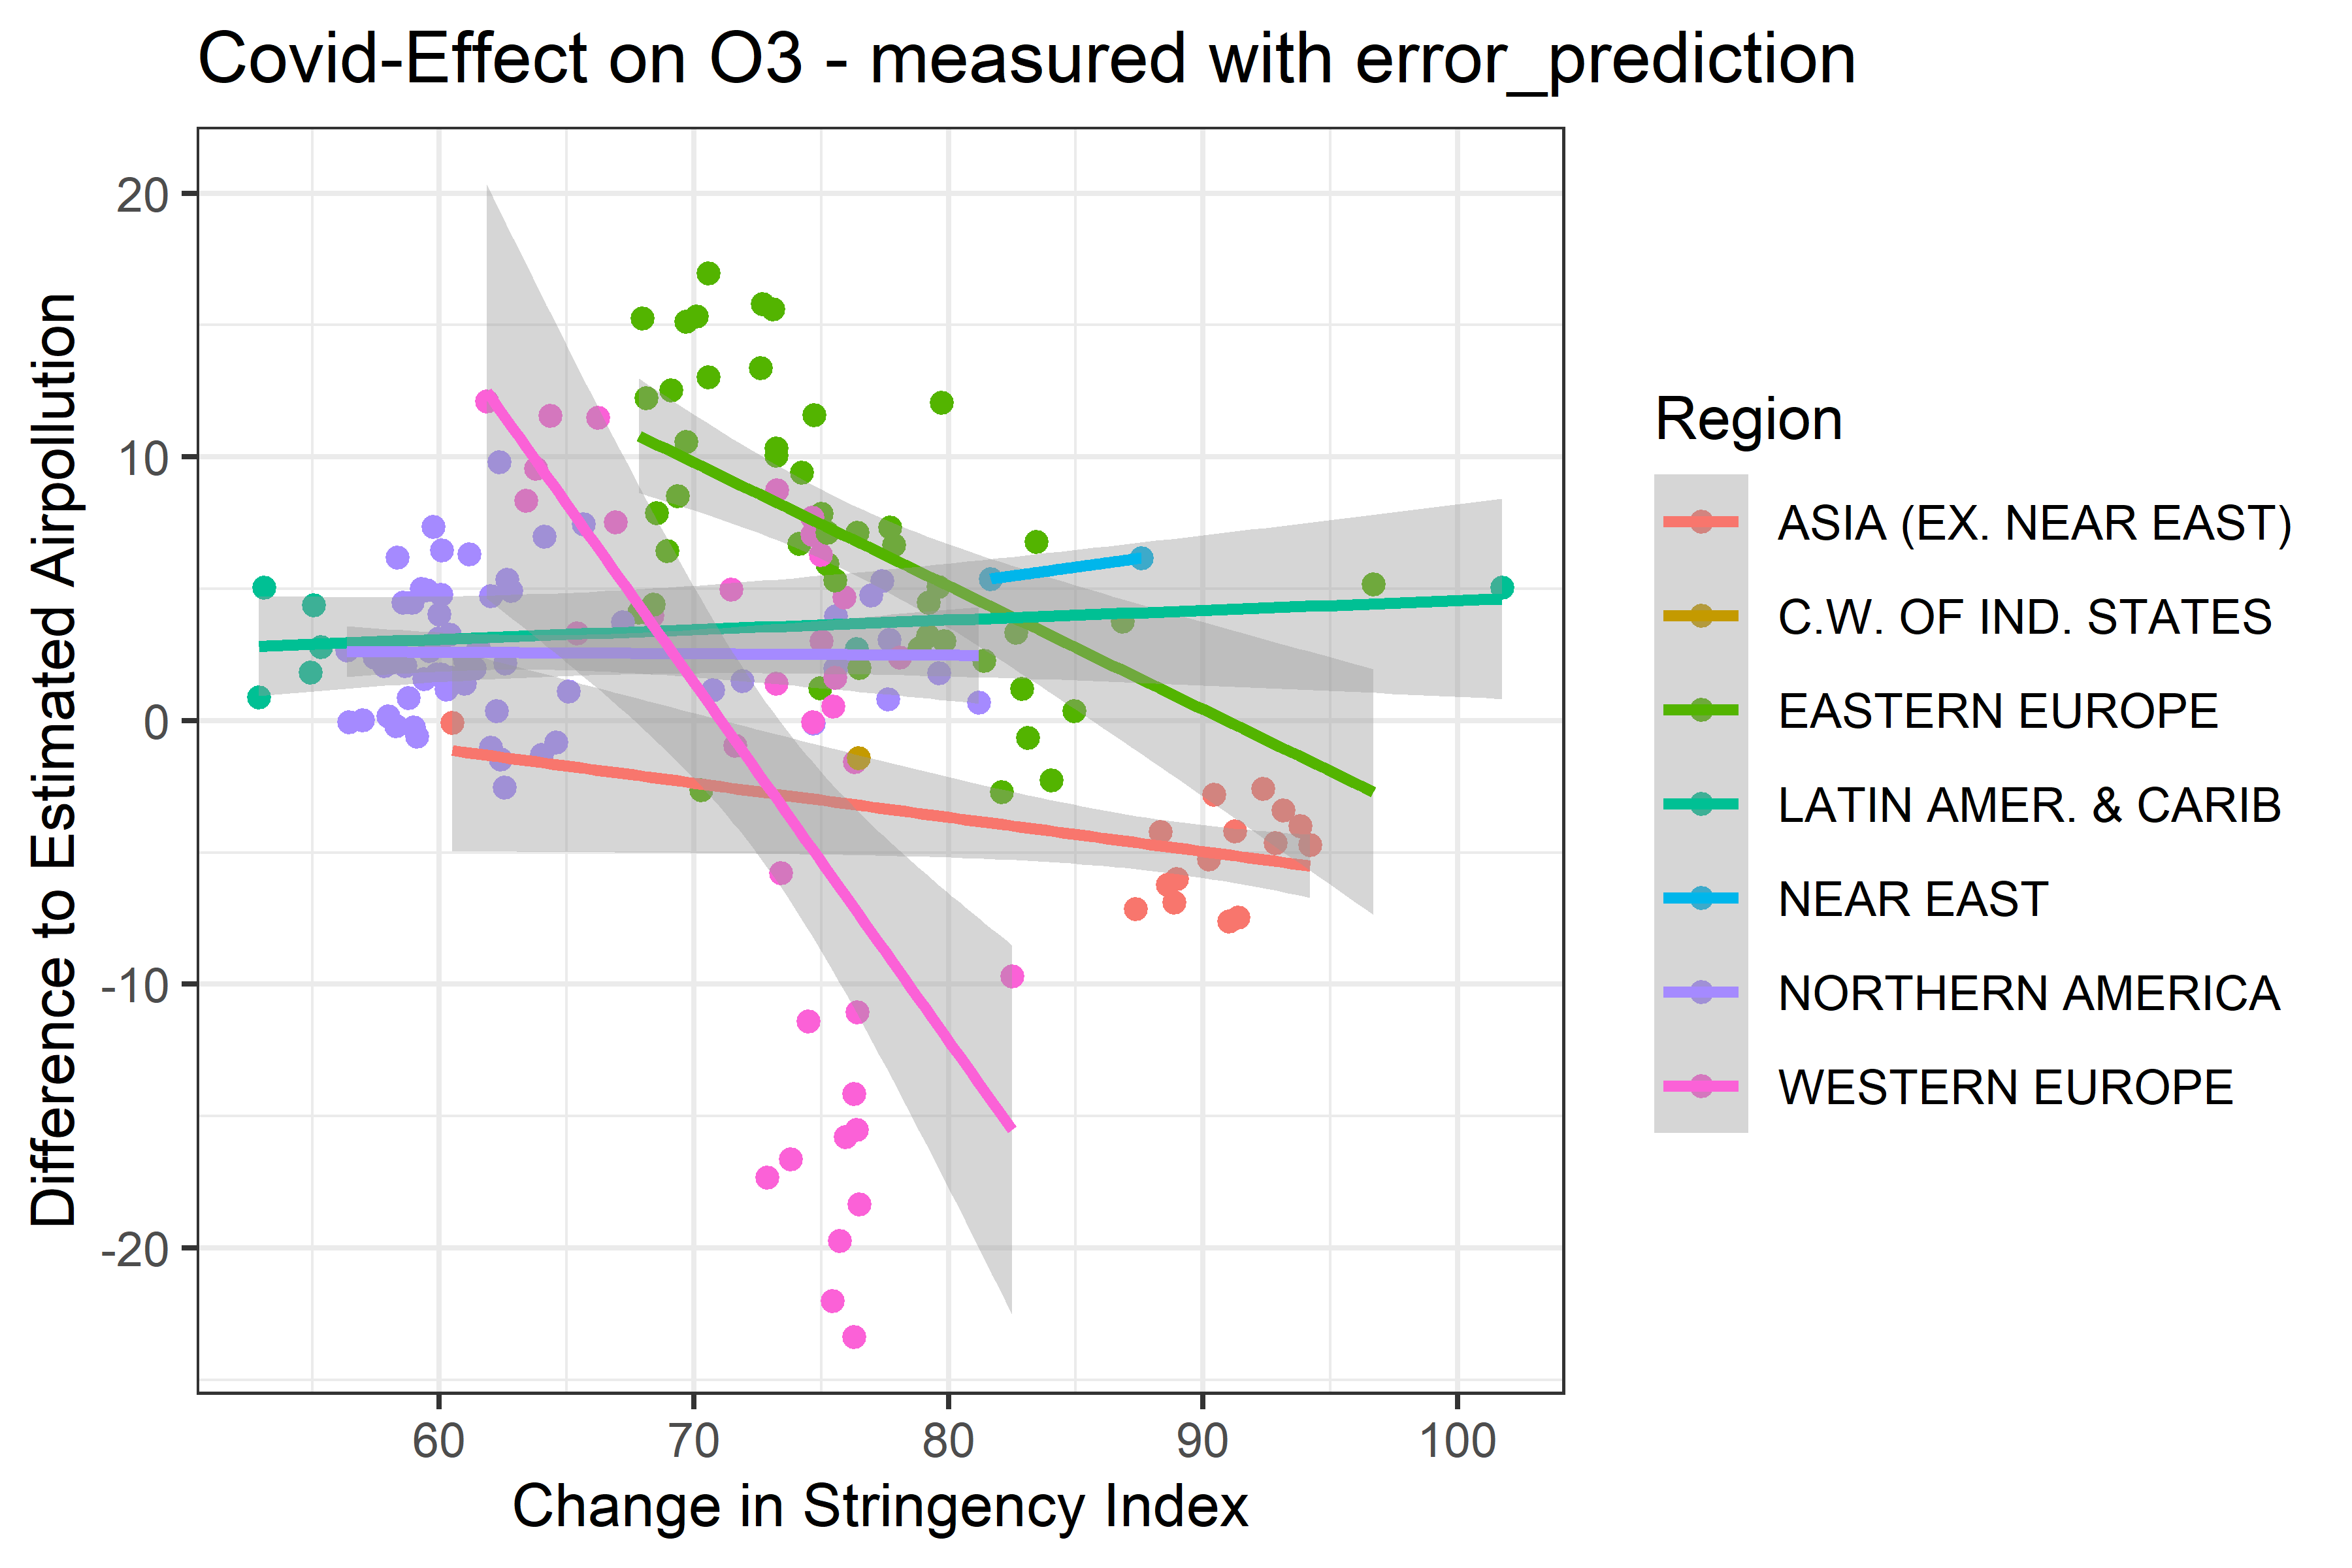 Covid-Effect on O3 - measured with error_prediction
Difference to Estimated Airpollution
20
10
0
-10
-20
60 70 80 90 100
Change in Stringency Index
Region
ASIA (EX. NEAR EAST)
C.W. OF IND. STATES
EASTERN EUROPE
LATIN AMER. & CARIB
NEAR EAST
NORTHERN AMERICA
WESTERN EUROPE